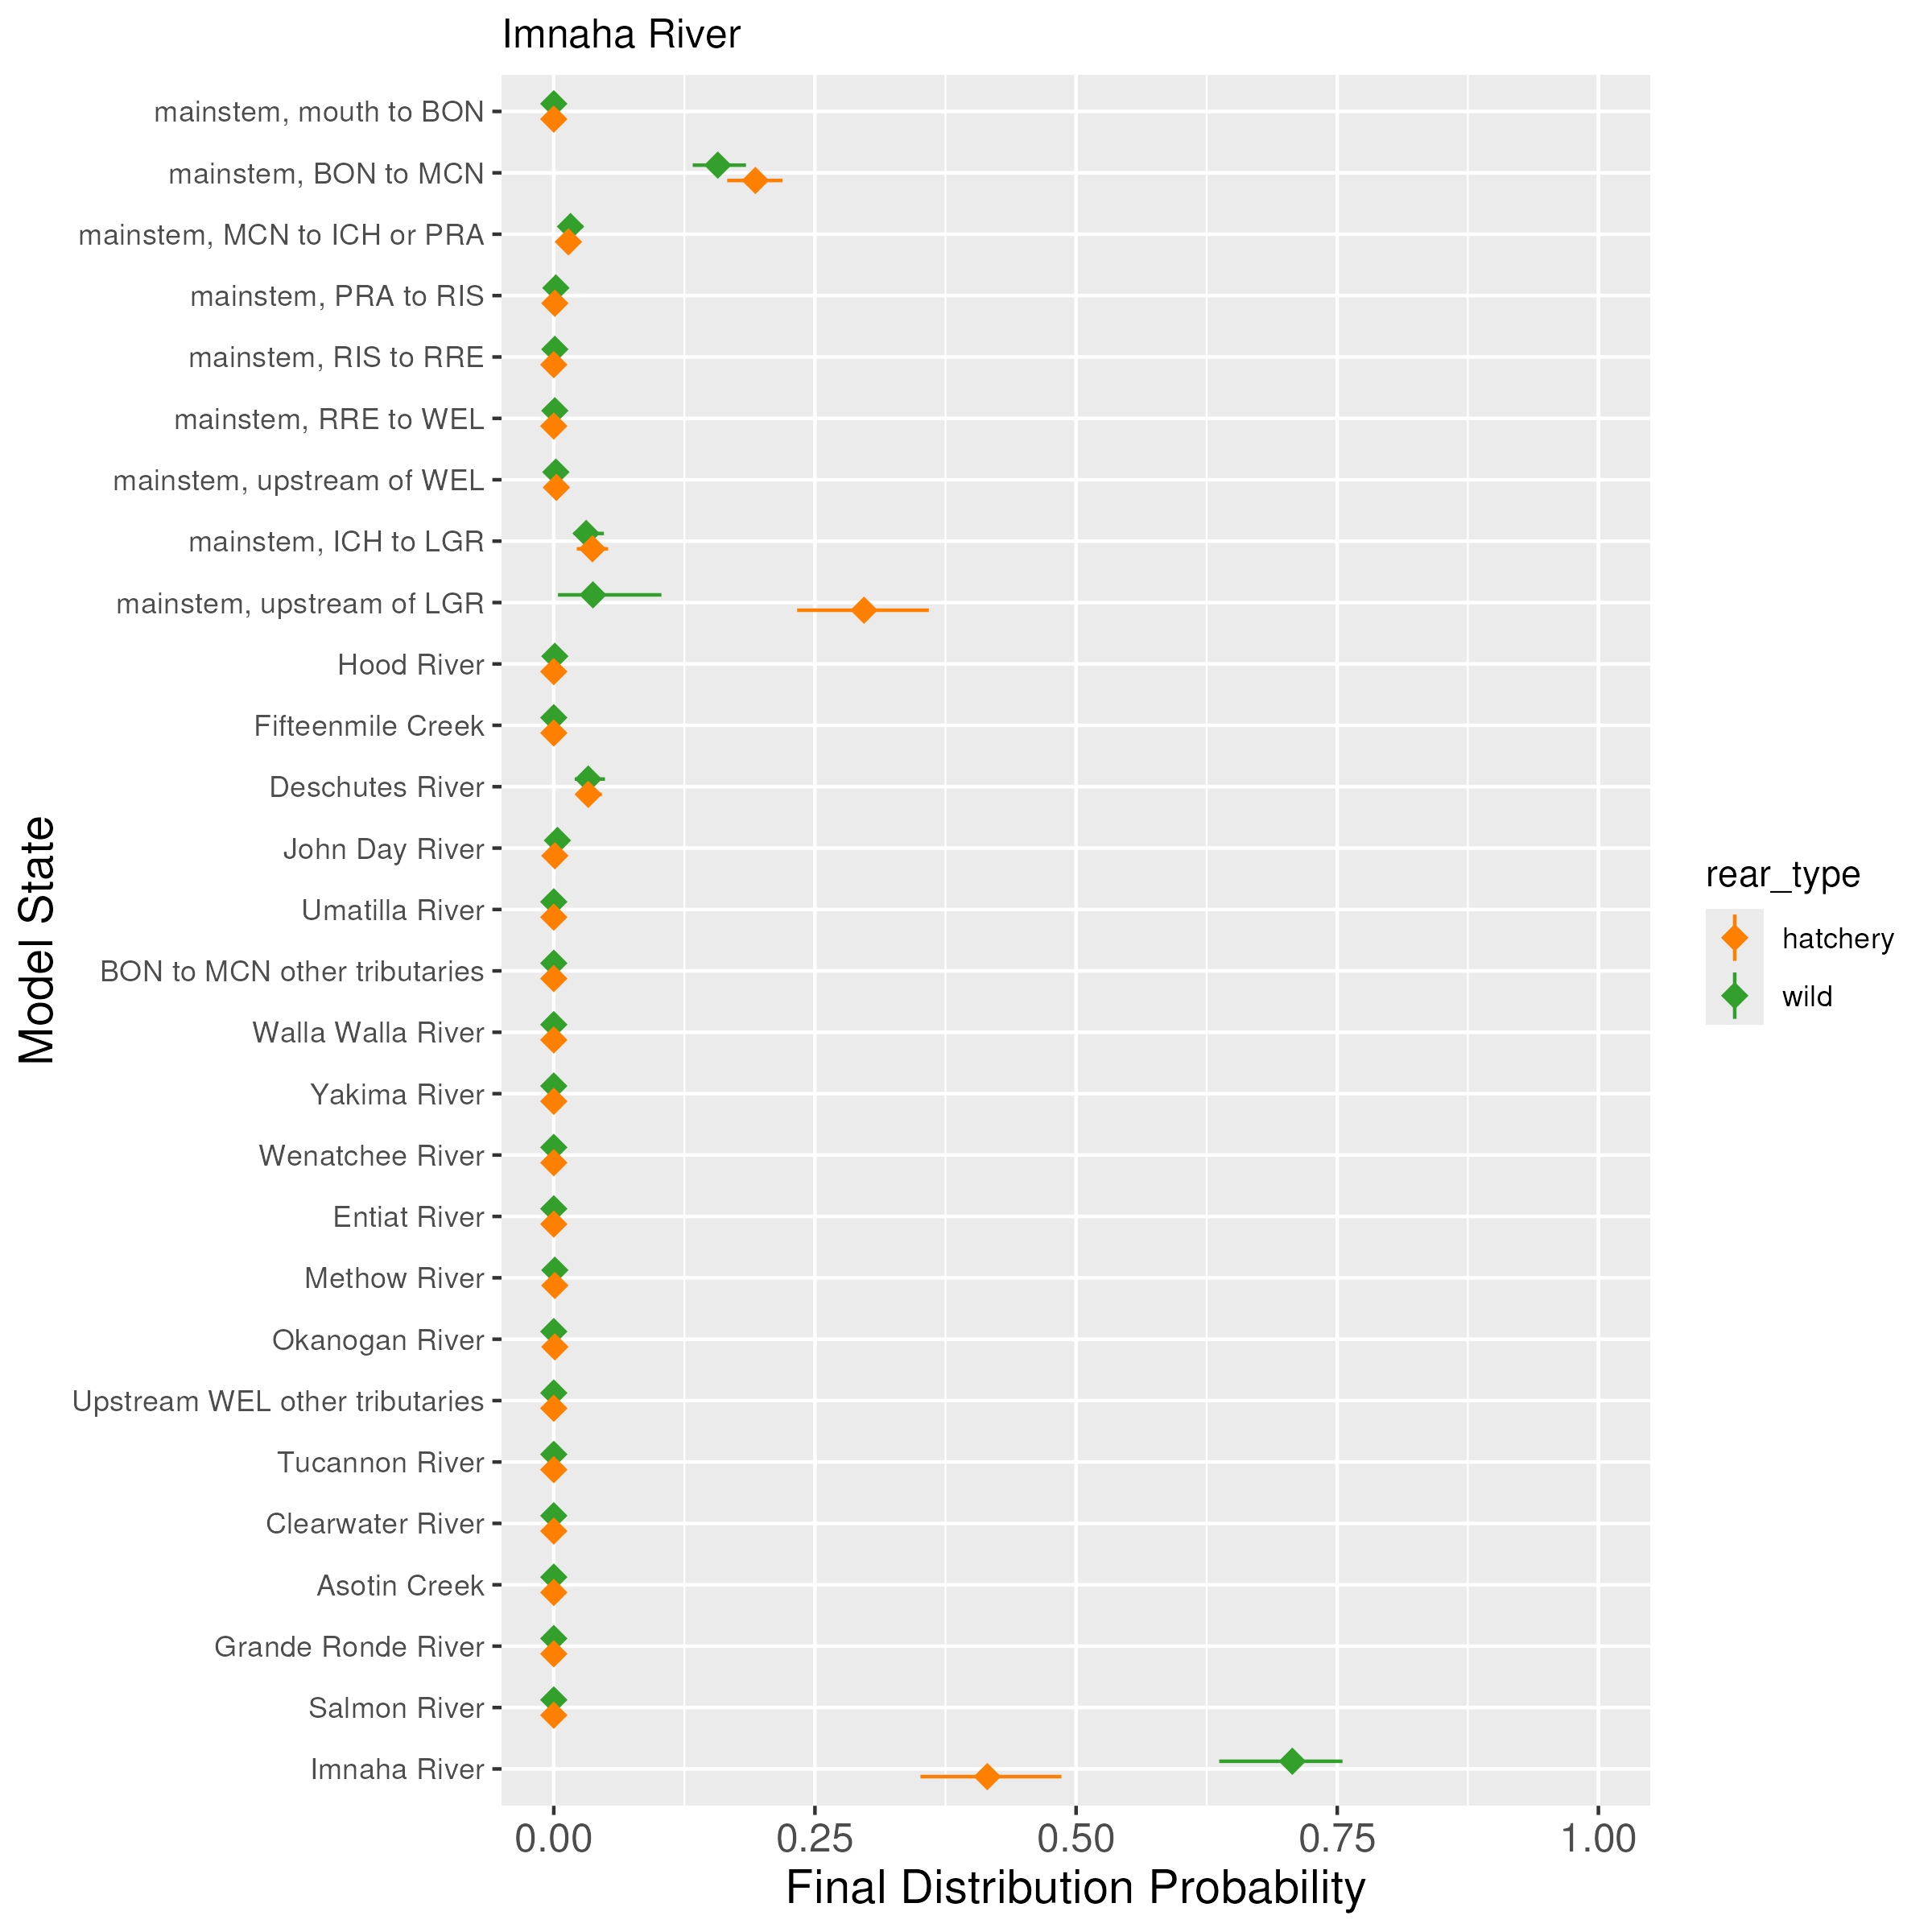 Imnaha River
mainstem, mouth to BON
mainstem, BON to MCN
mainstem, MCN to ICH or PRA
mainstem, PRA to RIS
mainstem, RIS to RRE
mainstem, RRE to WEL
mainstem, upstream of WEL
mainstem, ICH to LGR
mainstem, upstream of LGR
Hood River
Fifteenmile Creek
Deschutes River
John Day River
Umatilla River
BON to MCN other tributaries
Walla Walla River
Yakima River
Wenatchee River
Entiat River
Methow River
Okanogan River
Upstream WEL other tributaries
Tucannon River
Clearwater River
Asotin Creek
Grande Ronde River
Salmon River
Imnaha River
Model State
0.00 0.25 0.50 0.75 1.00
Final Distribution Probability
rear_type
hatchery
wild